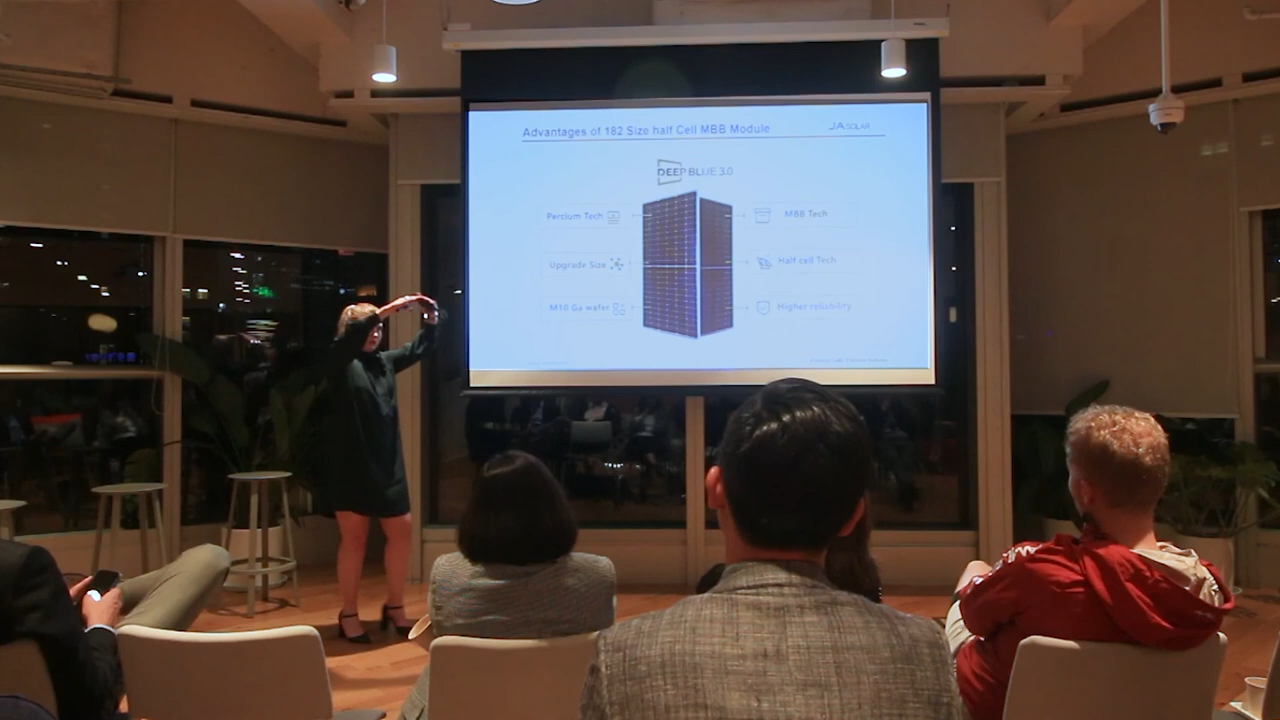 Advantages of 182 Size half Cell MBB Module
JA SOLAR
DEEP BLUE 3.0
Percium Tech
MBB Tech
Upgrade Size
Half cell Tech
M10 Ga wafer
Higher reliability